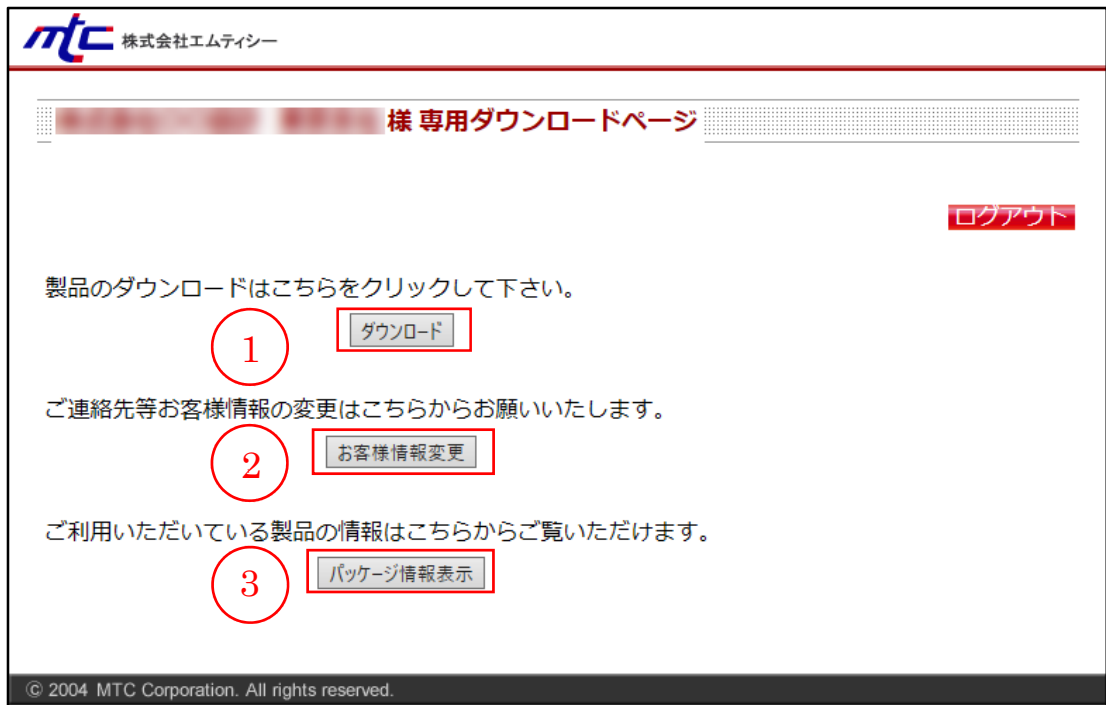 mtc 株式会社エムティシー
様 専用ダウンロードページ
ログアウト
製品のダウンロードはこちらをクリックして下さい。
1 ダウンロード
ご連絡先等お客様情報の変更はこちらからお願いいたします。
2 お客様情報変更
ご利用いただいている製品の情報はこちらからご覧いただけます。
3 パッケージ情報表示
© 2004 MTC Corporation. All rights reserved.